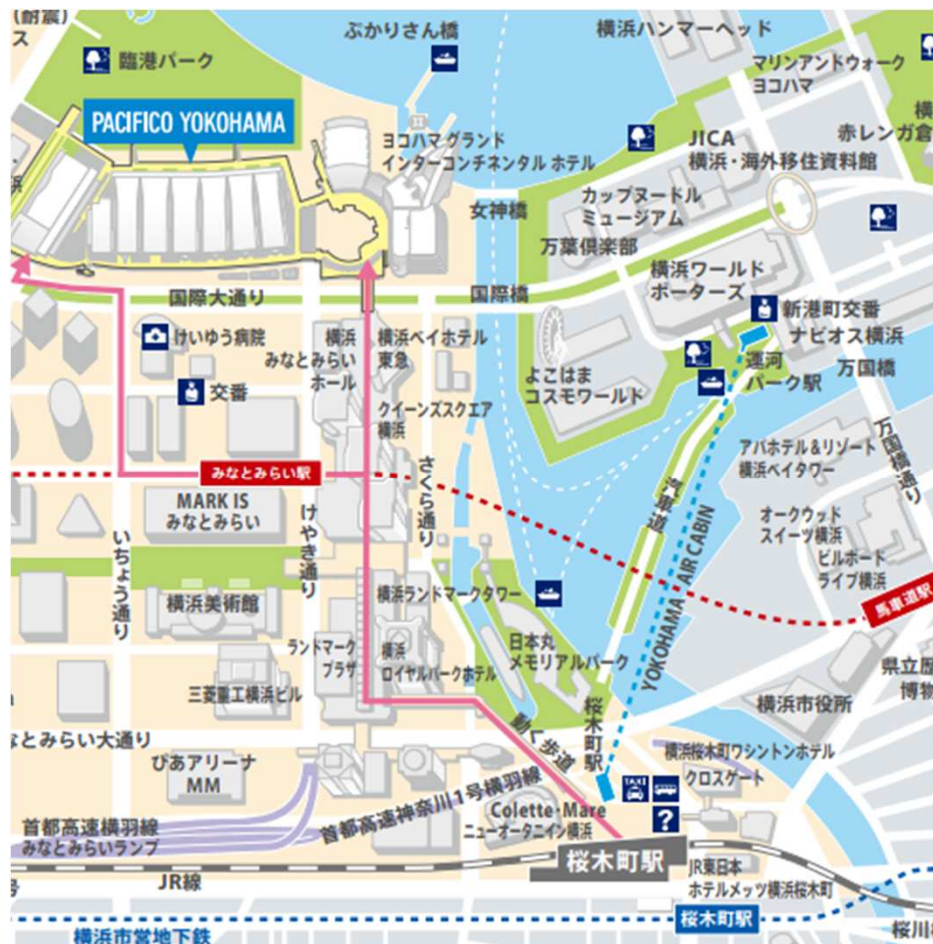 (耐震)
ス
臨港パーク
ぷかりさん橋
横浜ハンマーヘッド
マリンアンドウォーク
ヨコハマ
横
赤レンガ倉
PACIFICO YOKOHAMA
ヨコハマ グランド
インターコンチネンタル ホテル
JICA
横浜・海外移住資料館
浜
女神橋
カップヌードル
ミュージアム
万葉倶楽部
横浜ワールド
ポーターズ
国際大通り
国際橋
新港町交番
ナビオス横浜
けいゆう病院
横浜
みなとみらい
ホール
横浜ベイホテル
東急
よこはま
コスモワールド
運河
パーク駅
万国橋
交番
クイーンズスクエア
横浜
アパホテル&リゾート
横浜ベイタワー
万国橋通り
みなとみらい駅
さくら通り
汽車道
MARK IS
みなとみらい
けやき通り
いちょう通り
オークウッド
スイーツ横浜
ビルボード
ライブ横浜
YOKOHAMA AIR CABIN
横浜美術館
横浜ランドマークタワー
馬車道駅
ランドマーク
プラザ
横浜
ロイヤルパークホテル
日本丸
メモリアルパーク
三菱重工横浜ビル
桜木町駅
横浜市役所
県立歴
博物
なとみらい大通り
動く歩道
ぴあアリーナ
MM
横浜桜木町ワシントンホテル
クロスゲート
TAXI
?
首都高速神奈川1号横羽線
Colette・Mare
ニューオータニイン横浜
首都高速横羽線
みなとみらいランプ
桜木町駅
JR東日本
ホテルメッツ横浜桜木町
号
JR線
桜木町駅
桜川橋
横浜市営地下鉄